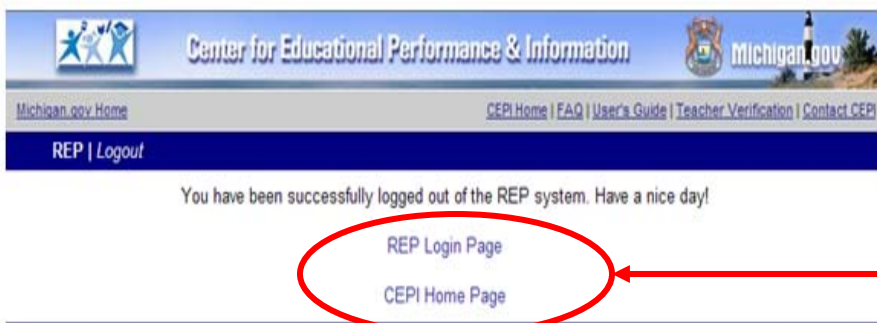 Center for Educational Performance & Information
Michigan.gov
Michigan.gov Home
CEPI Home | FAQ | User's Guide | Teacher Verification | Contact CEPI
REP | Logout
You have been successfully logged out of the REP system. Have a nice day!
REP Login Page
CEPI Home Page